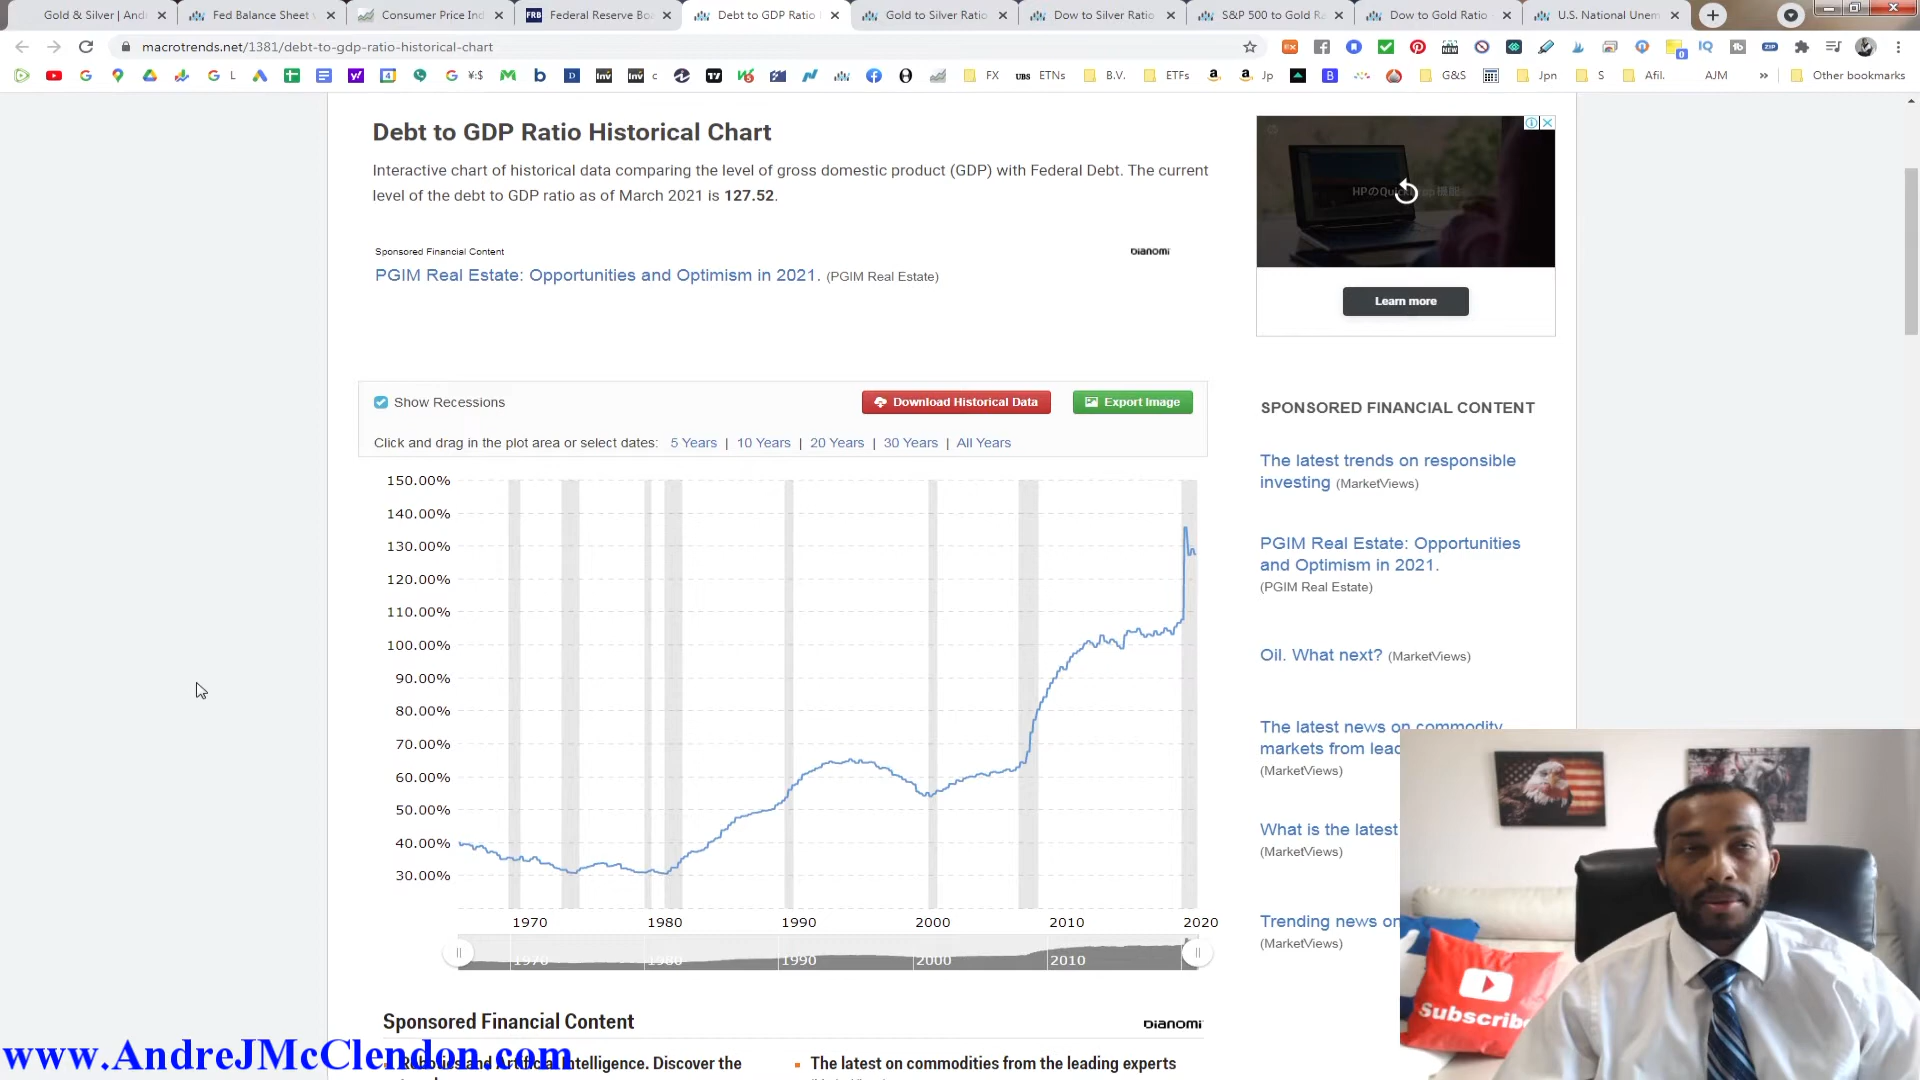 Gold & Silver | And
Fed Balance Sheet
Consumer Price Ind
FRB
Federal Reserve Bo
Debt to GDP Ratio
Gold to Silver Ratio
Dow to Silver Ratio
S&P 500 to Gold Ra
Dow to Gold Ratio
U.S. National Unem
macrotrends.net/1381/debt-to-gdp-ratio-historical-chart
FX
UBS ETNs
B.V.
ETFs
Jp
G&S
Jpn
S
Afil.
AJM
Other bookmarks
Debt to GDP Ratio Historical Chart
Interactive chart of historical data comparing the level of gross domestic product (GDP) with Federal Debt. The current
level of the debt to GDP ratio as of March 2021 is 127.52.
Sponsored Financial Content
Dianomi
PGIM Real Estate: Opportunities and Optimism in 2021. (PGIM Real Estate)
Learn more
Show Recessions
Download Historical Data
Export Image
Click and drag in the plot area or select dates: 5 Years | 10 Years | 20 Years | 30 Years | All Years
150.00%
140.00%
130.00%
120.00%
110.00%
100.00%
90.00%
80.00%
70.00%
60.00%
50.00%
40.00%
30.00%
1970 1980 1990 2000 2010 2020
1970 1980 1990 2000 2010
SPONSORED FINANCIAL CONTENT
The latest trends on responsible
investing (MarketViews)
PGIM Real Estate: Opportunities
and Optimism in 2021.
(PGIM Real Estate)
Oil. What next? (MarketViews)
The latest news on commodity
markets from lead
(MarketViews)
What is the latest
(MarketViews)
Trending news on
(MarketViews)
Subscribe
Sponsored Financial Content
Dianomi
www.AndreJMcClendon.com
Robotics and Artificial Intelligence. Discover the
The latest on commodities from the leading experts